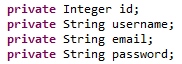 private Integer id;
private String username;
private String email;
private String password;